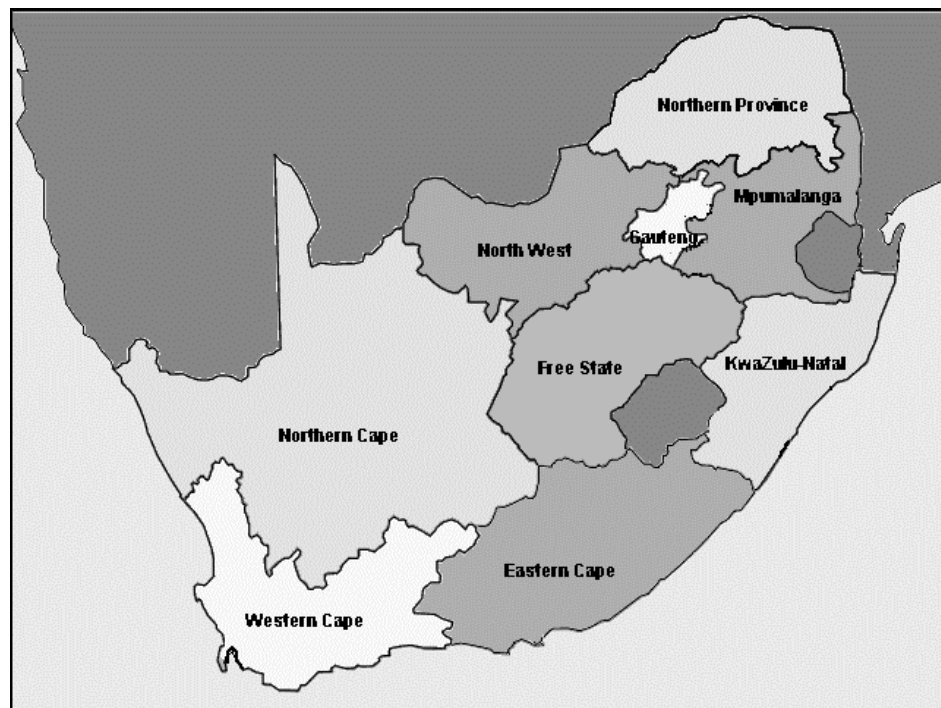 Northern Province
Mpumalanga
Gauteng
North West
Free State
KwaZulu-Natal
Northern Cape
Eastern Cape
Western Cape